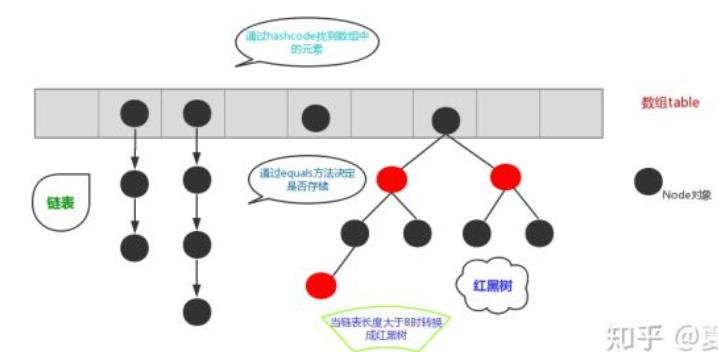 通过hashcode找到数组中
的元素
数组table
通过equals方法决定
是否存储
链表
Node对象
红黑树
当链表长度大于8时转换
成红黑树
知乎 @夏